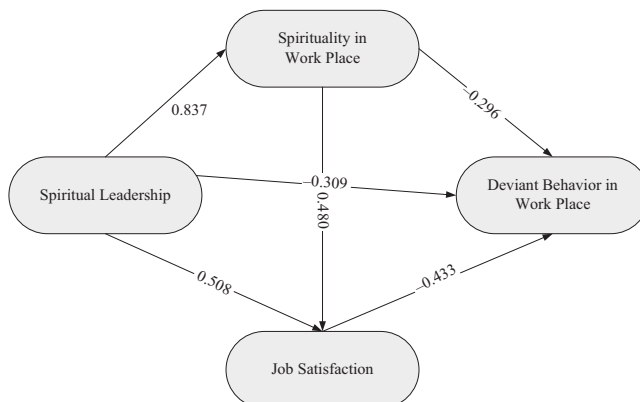 Spirituality in
Work Place
0.837
–0.296
Spiritual Leadership
–0.309
0.480
Deviant Behavior in
Work Place
0.508
–0.433
Job Satisfaction